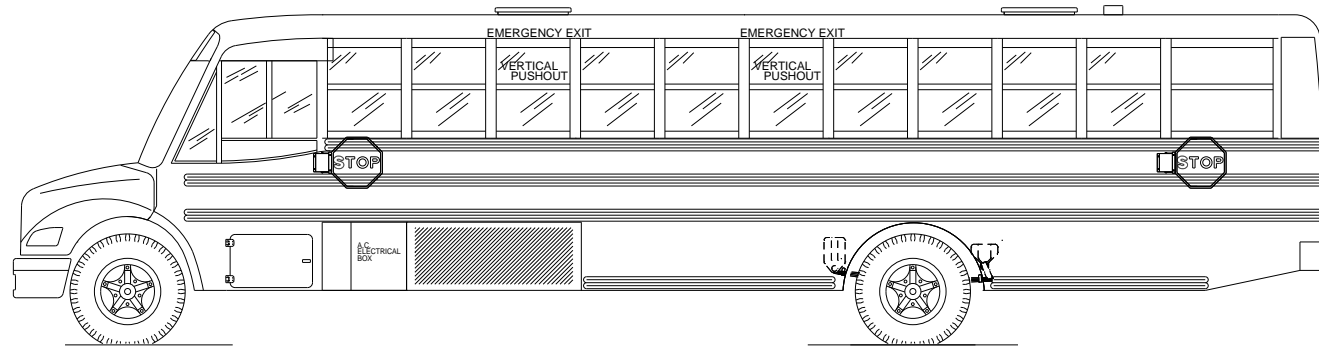 EMERGENCY EXIT
EMERGENCY EXIT
VERTICAL
PUSHOUT
VERTICAL
PUSHOUT
STOP
STOP
A.C.
ELECTRICAL
BOX